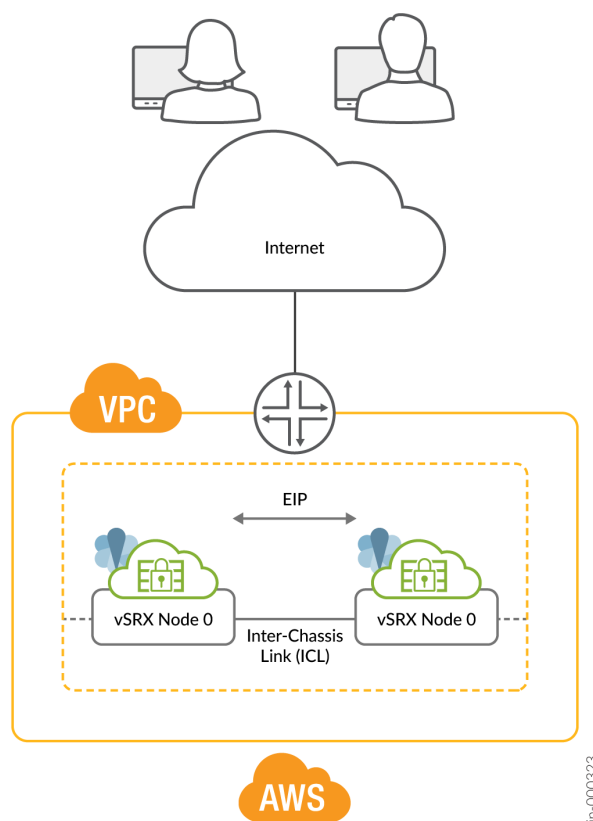 Internet
VPC
EIP
vSRX Node 0
vSRX Node 0
Inter-Chassis
Link (ICL)
AWS